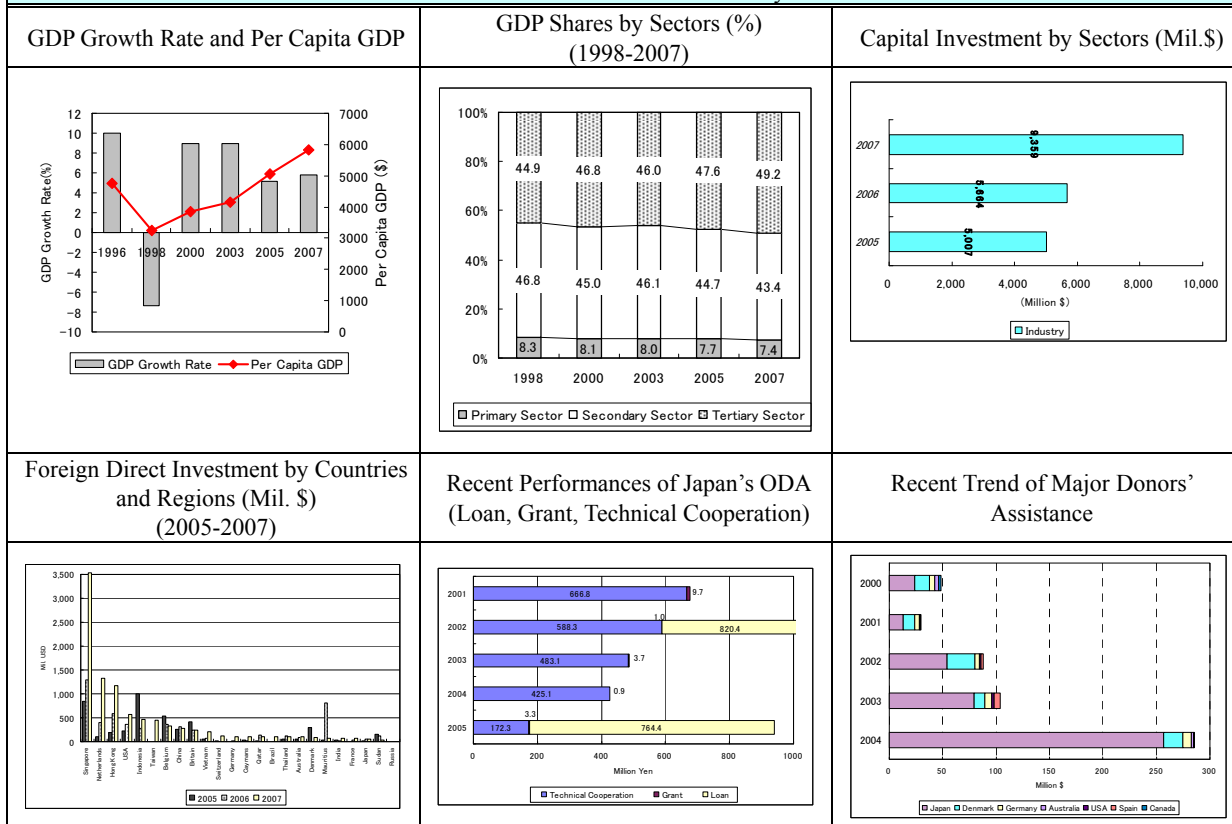 GDP Growth Rate and Per Capita GDP
GDP Shares by Sectors (%)
(1998-2007)
Capital Investment by Sectors (Mil.$)
12
10
8
6
4
2
0
-2
-4
-6
-8
-10
GDP Growth Rate(%)
7000
6000
5000
4000
3000
2000
1000
0
Per Capita GDP ($)
1996 1998 2000 2003 2005 2007
GDP Growth Rate Per Capita GDP
100%
80%
60%
40%
20%
0%
44.9 46.8 46.0 47.6 49.2
46.8 45.0 46.1 44.7 43.4
8.3 8.1 8.0 7.7 7.4
1998 2000 2003 2005 2007
Primary Sector Secondary Sector Tertiary Sector
2007 9,359
2006 5,664
2005 5,007
0 2,000 4,000 6,000 8,000 10,000
(Million $)
Industry
Foreign Direct Investment by Countries
and Regions (Mil. $)
(2005-2007)
Recent Performances of Japan's ODA
(Loan, Grant, Technical Cooperation)
Recent Trend of Major Donors'
Assistance
3,500
3,000
2,500
2,000
1,500
1,000
500
0
Mil. USD
Singapore
Netherlands
Hong Kong
USA
Indonesia
Taiwan
Belgium
China
Britain
Vietnam
Switzerland
Germany
Caymans
Qatar
Brazil
Thailand
Australia
Denmark
Mauritius
India
France
Japan
Sudan
Russia
2005 2006 2007
2001 666.8 9.7
1.0
2002 588.3 820.4
2003 483.1 3.7
2004 425.1 0.9
3.3
2005 172.3 764.4
0 200 400 600 800 1000
Million Yen
Technical Cooperation Grant Loan
2000
2001
2002
2003
2004
0 50 100 150 200 250 300
Million $
Japan Denmark Germany Australia USA Spain Canada